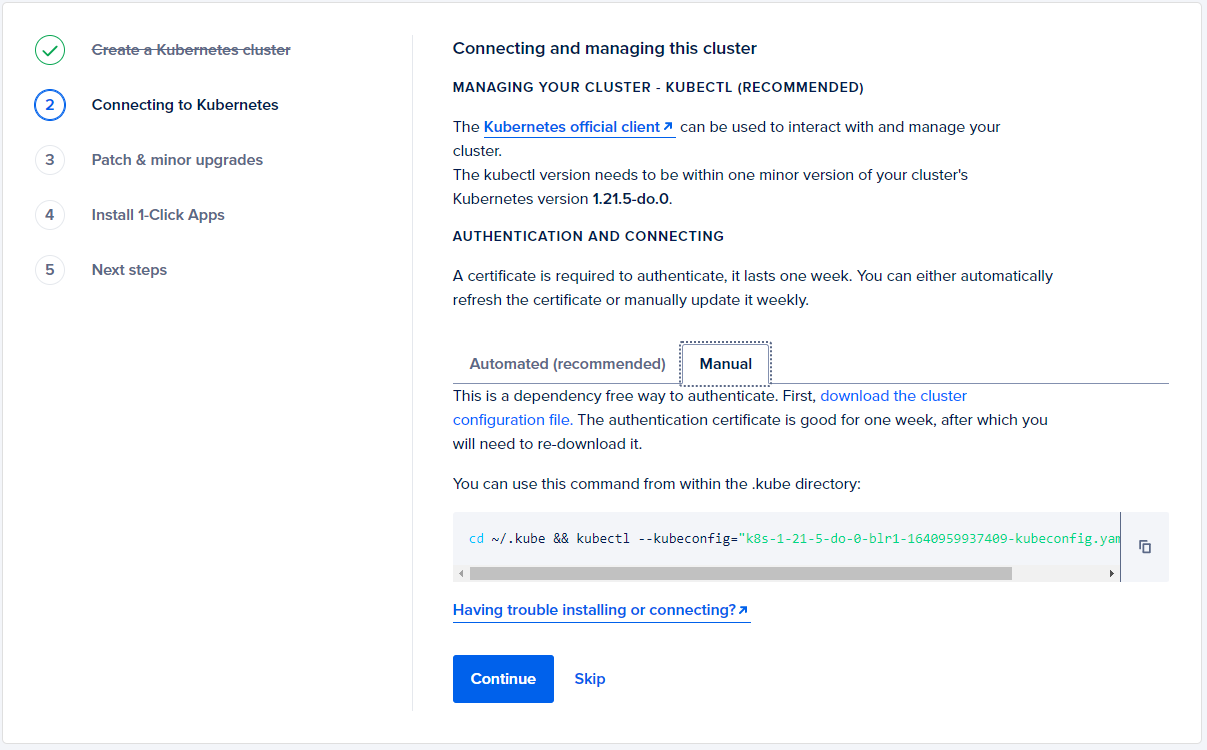 Create a Kubernetes cluster
2 Connecting to Kubernetes
3 Patch & minor upgrades
4 Install 1-Click Apps
5 Next steps
Connecting and managing this cluster
MANAGING YOUR CLUSTER - KUBECTL (RECOMMENDED)
The Kubernetes official client can be used to interact with and manage your
cluster.
The kubectl version needs to be within one minor version of your cluster's
Kubernetes version 1.21.5-do.0.
AUTHENTICATION AND CONNECTING
A certificate is required to authenticate, it lasts one week. You can either automatically
refresh the certificate or manually update it weekly.
Automated (recommended) Manual
This is a dependency free way to authenticate. First, download the cluster
configuration file. The authentication certificate is good for one week, after which you
will need to re-download it.
You can use this command from within the .kube directory:
cd ~/.kube && kubectl --kubeconfig="k8s-1-21-5-do-0-blr1-1640959937409-kubeconfig.yam
Having trouble installing or connecting?
Continue Skip